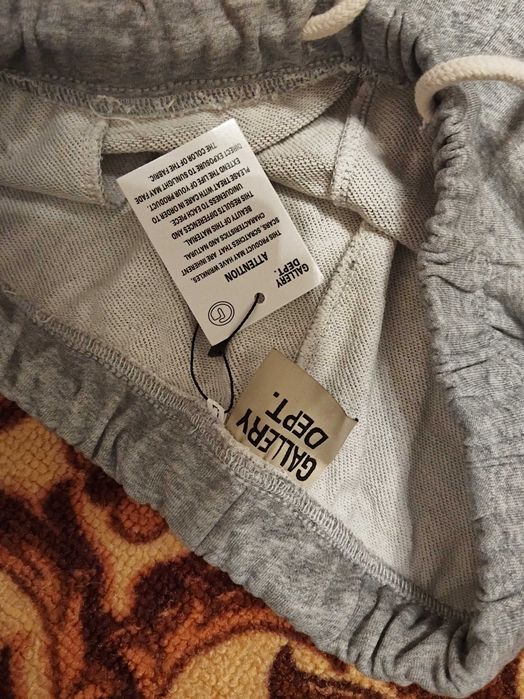 GALLERY
DEPT.
ATTENTION
THIS PRODUCT MAY HAVE WRINKLES,
SCARS, SCRATCHES THAT ARE INHERENT
CHARACTERISTICS AND NATURAL
BEAUTY OF THIS MATERIAL
THIS RESULTS DIFFERENCES AND
UNIQUENESS TO EACH PIECE.
PLEASE TREAT WITH CARE IN ORDER TO
EXTEND THE LIFE OF YOUR PRODUCT
DIRECT EXPOSURE TO SUNLIGHT MAY FADE
THE COLOR OF THE FABRIC.
GALLERY
DEPT.